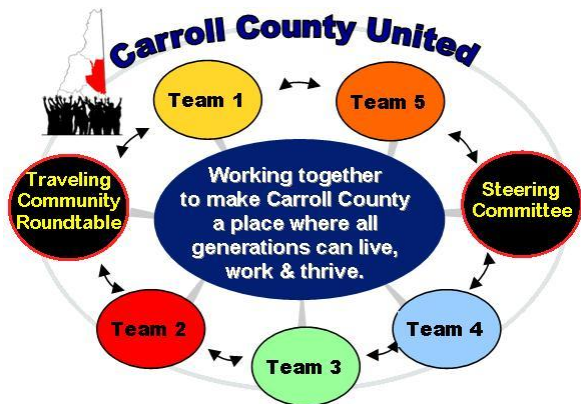 Carroll County United
Team 1
Team 5
Traveling
Community
Roundtable
Working together
to make Carroll County
a place where all
generations can live,
work & thrive.
Steering
Committee
Team 2
Team 4
Team 3